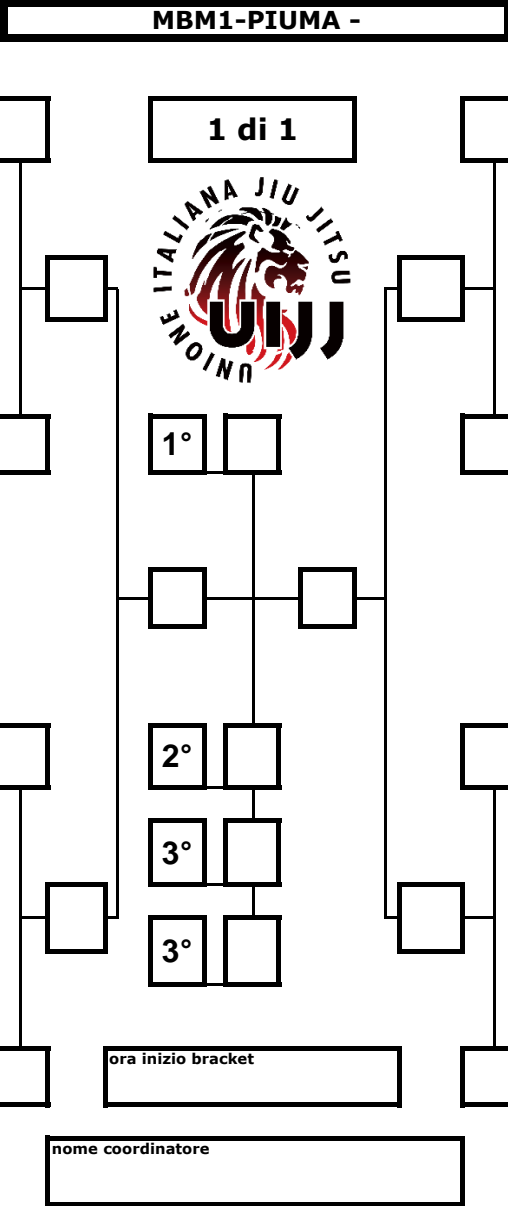 MBM1-PIUMA -
1 di 1
UNIONE ITALIANA JIU JITSU
UIJJ
1°
2°
3°
3°
ora inizio bracket
nome coordinatore